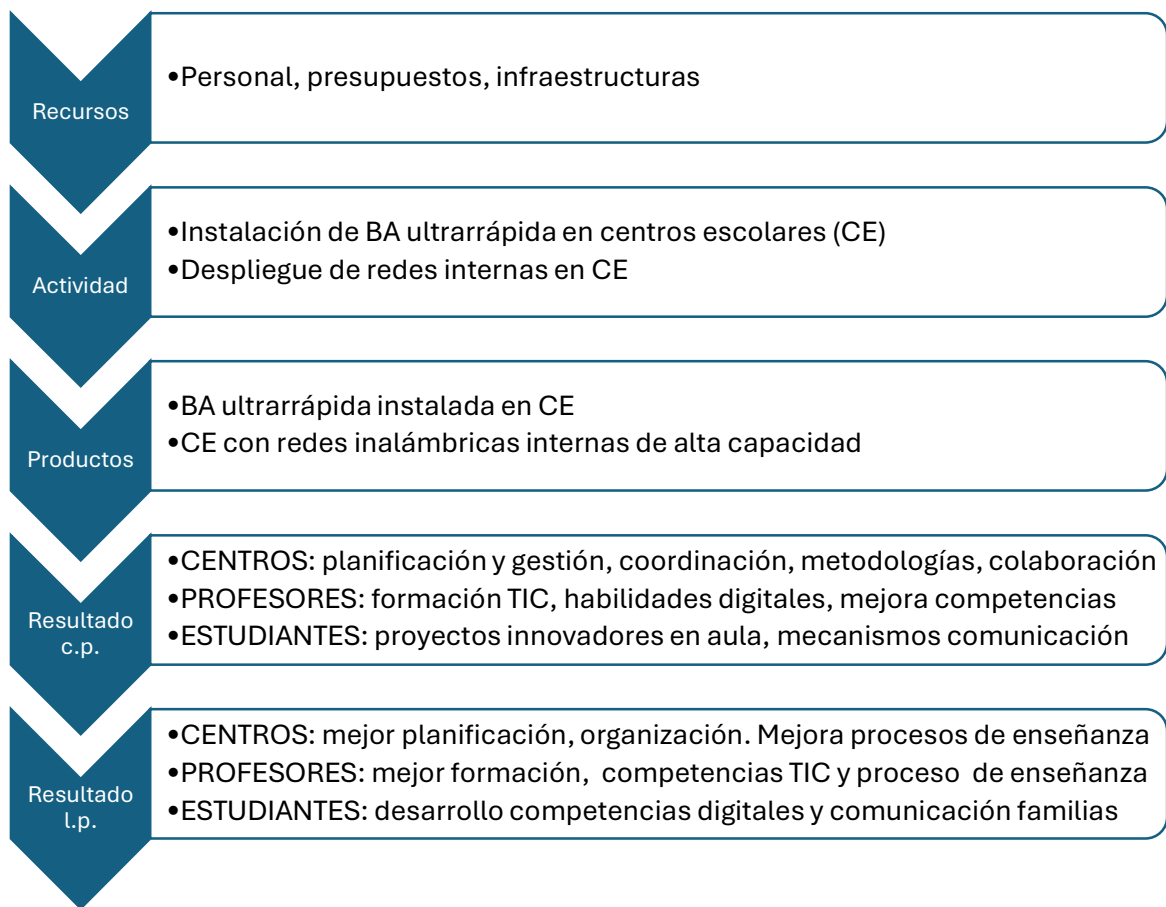 Recursos
•Personal, presupuestos, infraestructuras
Actividad
•Instalación de BA ultrarrápida en centros escolares (CE)
•Despliegue de redes internas en CE
Productos
•BA ultrarrápida instalada en CE
•CE con redes inalámbricas internas de alta capacidad
Resultado
c.p.
•CENTROS: planificación y gestión, coordinación, metodologías, colaboración
•PROFESORES: formación TIC, habilidades digitales, mejora competencias
•ESTUDIANTES: proyectos innovadores en aula, mecanismos comunicación
Resultado
l.p.
•CENTROS: mejor planificación, organización. Mejora procesos de enseñanza
•PROFESORES: mejor formación, competencias TIC y proceso de enseñanza
•ESTUDIANTES: desarrollo competencias digitales y comunicación familias